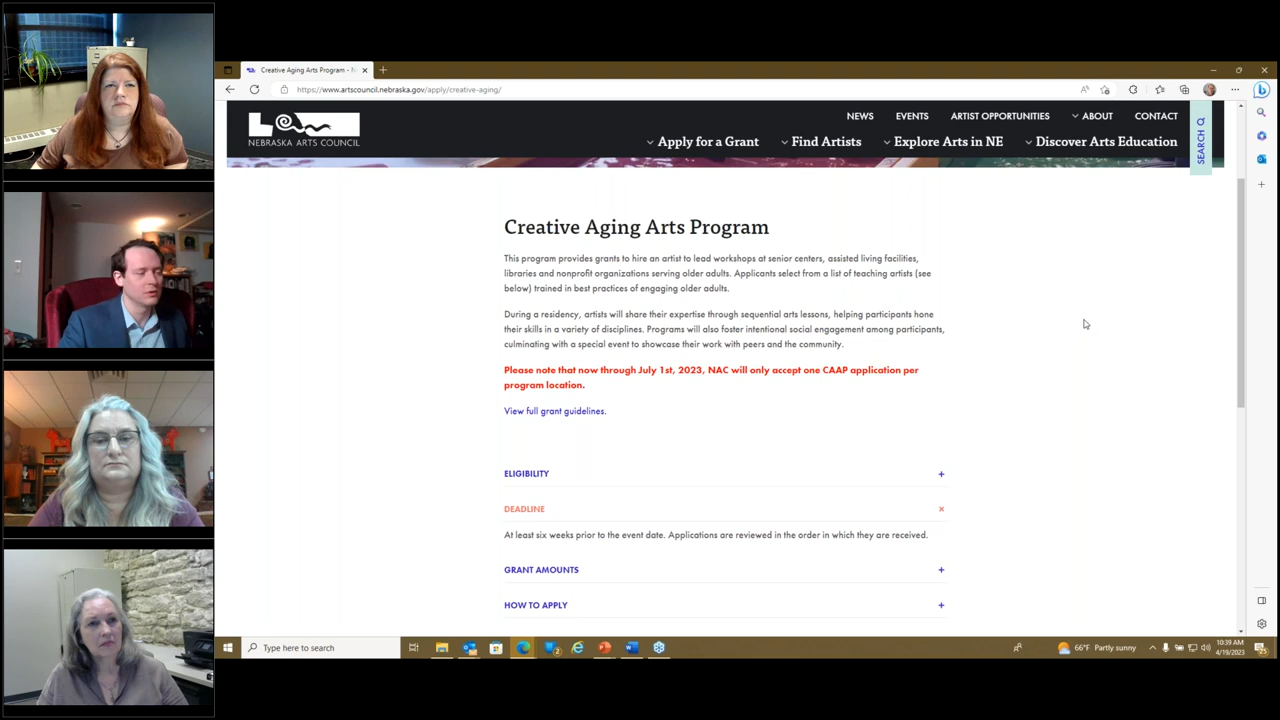 Creative Aging Arts Program - N
https://www.artscouncil.nebraska.gov/apply/creative-aging/
NEBRASKA ARTS COUNCIL
NEWS EVENTS ARTIST OPPORTUNITIES ABOUT CONTACT
Apply for a Grant Find Artists Explore Arts in NE Discover Arts Education
SEARCH
Creative Aging Arts Program
This program provides grants to hire an artist to lead workshops at senior centers, assisted living facilities,
libraries and nonprofit organizations serving older adults. Applicants select from a list of teaching artists (see
below) trained in best practices of engaging older adults.
During a residency, artists will share their expertise through sequential arts lessons, helping participants hone
their skills in a variety of disciplines. Programs will also foster intentional social engagement among participants,
culminating with a special event to showcase their work with peers and the community.
Please note that now through July 1st, 2023, NAC will only accept one CAAP application per
program location.
View full grant guidelines.
ELIGIBILITY +
DEADLINE ×
At least six weeks prior to the event date. Applications are reviewed in the order in which they are received.
GRANT AMOUNTS +
HOW TO APPLY +
Type here to search
66°F Partly sunny
10:39 AM
4/19/2023